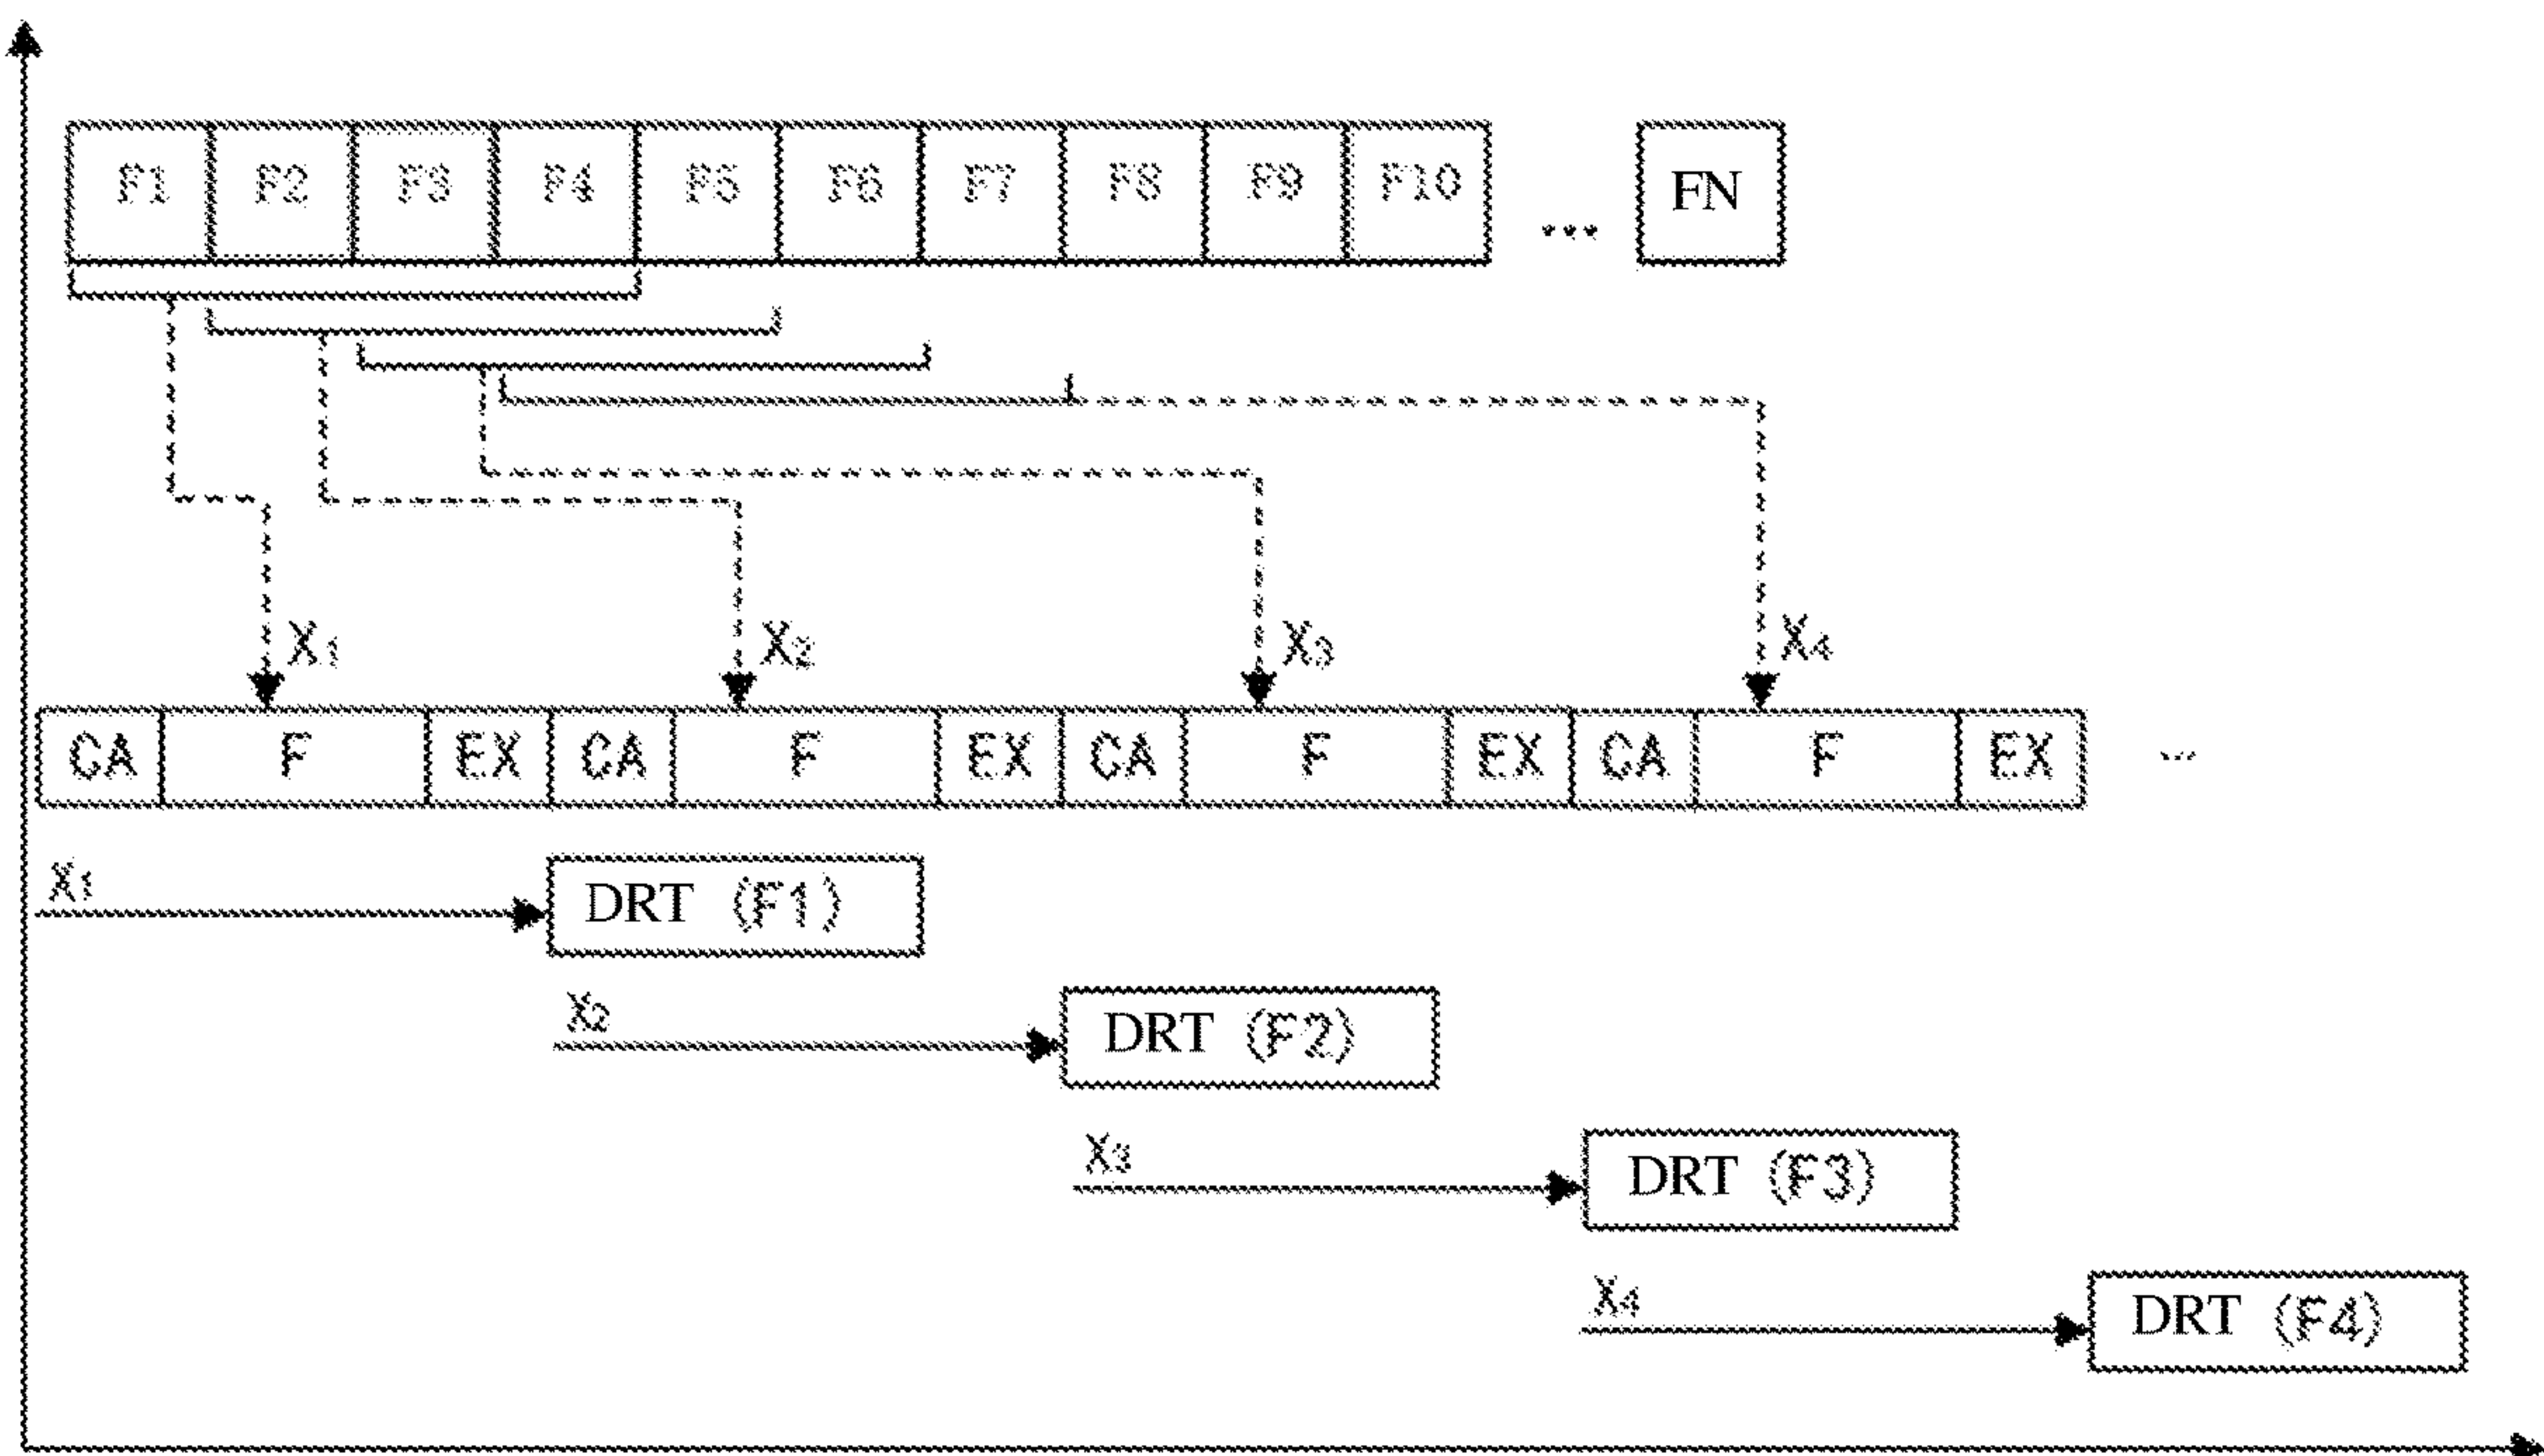 F1 F2 F3 F4 F5 F6 F7 F8 F9 F10 ... FN
X1 X2 X3 X4
CA F EX CA F EX CA F EX CA F EX ...
X1 DRT (F1)
X2 DRT (F2)
X3 DRT (F3)
X4 DRT (F4)